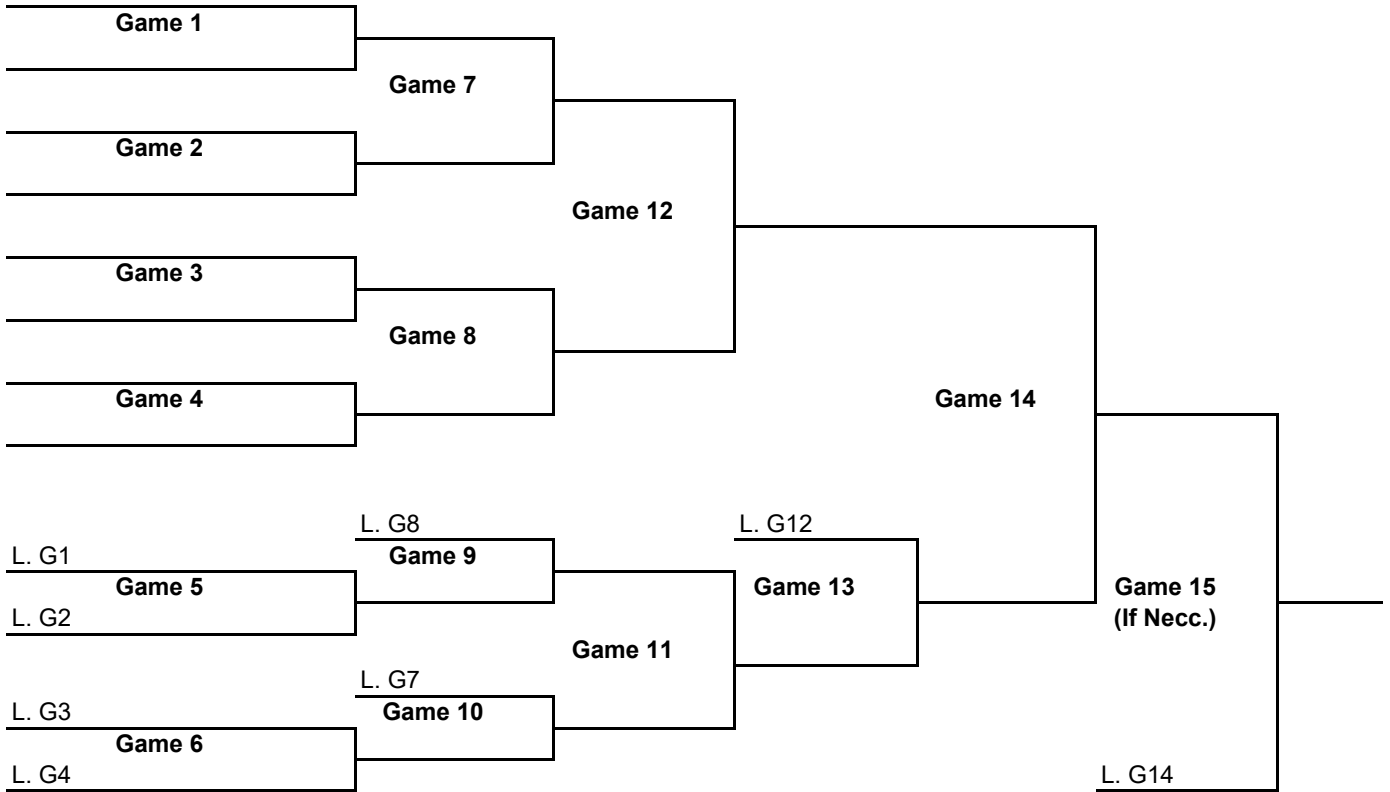 Game 1
Game 7
Game 2
Game 12
Game 3
Game 8
Game 4
Game 14
L. G8
L. G12
L. G1
Game 9
Game 5
Game 13
Game 15
L. G2
(If Necc.)
Game 11
L. G7
L. G3
Game 10
Game 6
L. G4
L. G14